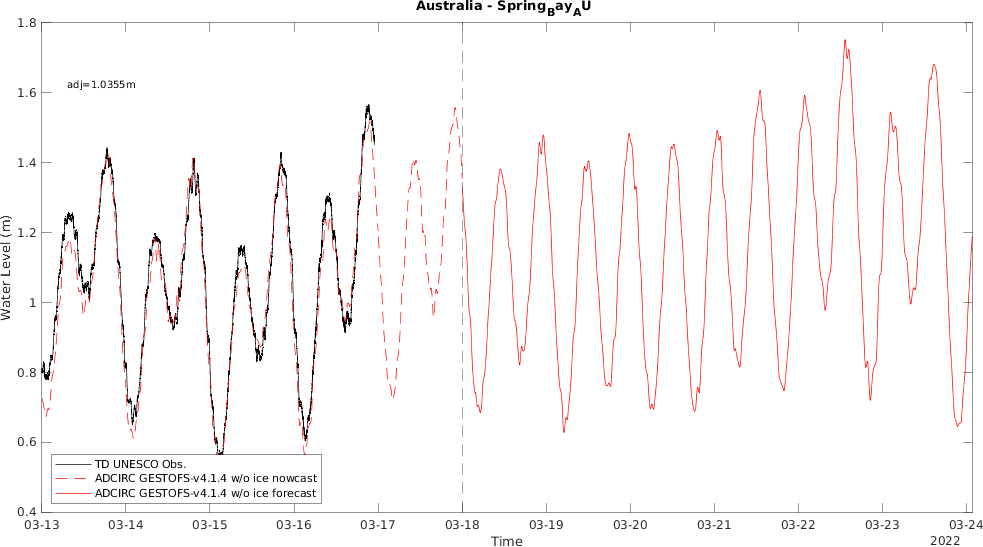 Australia - Spring_Bay_AU
adj=1.0355m
Water Level (m)
1.8
1.6
1.4
1.2
1
0.8
0.6
0.4
TD UNESCO Obs.
ADCIRC GESTOFS-v4.1.4 w/o ice nowcast
ADCIRC GESTOFS-v4.1.4 w/o ice forecast
03-13 03-14 03-15 03-16 03-17 03-18 03-19 03-20 03-21 03-22 03-23 03-24
Time
2022